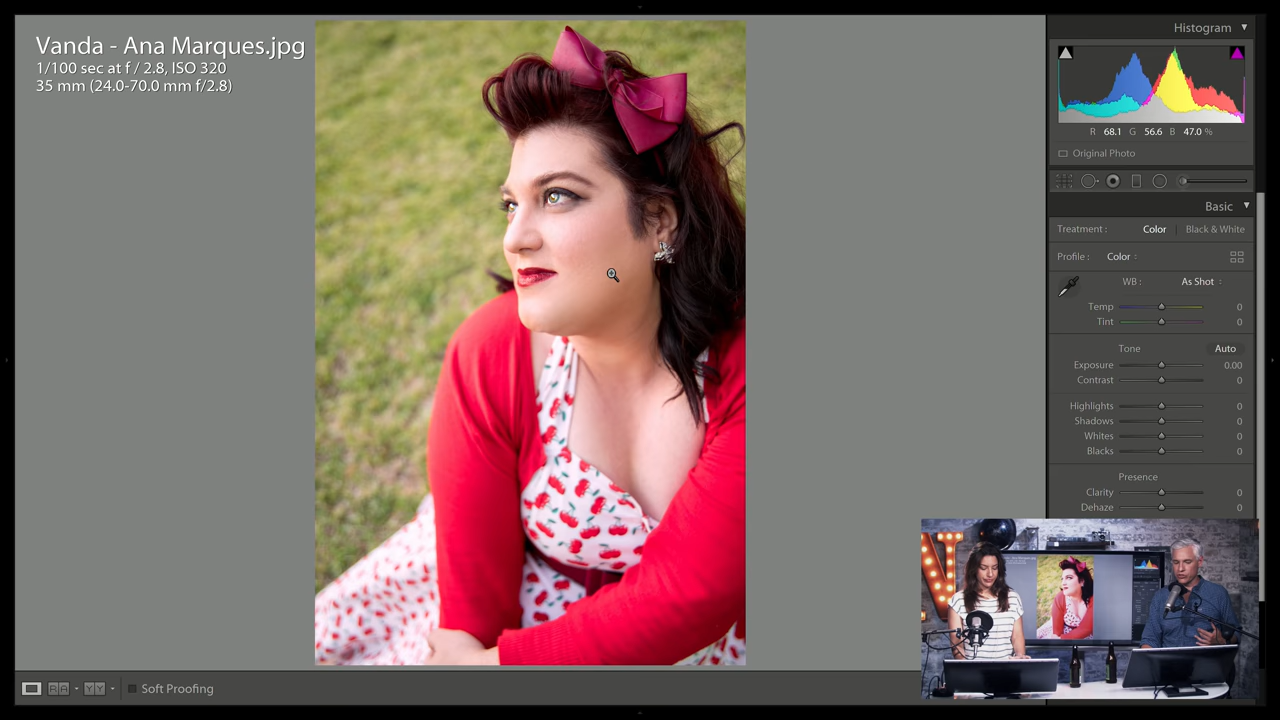 Vanda - Ana Marques.jpg
1/100 sec at f / 2.8, ISO 320
35 mm (24.0-70.0 mm f/2.8)
Histogram
R 68.1 G 56.6 B 47.0 %
Original Photo
Basic
Treatment : Color Black & White
Profile : Color
WB : As Shot
Temp 0
Tint 0
Tone Auto
Exposure 0.00
Contrast 0
Highlights 0
Shadows 0
Whites 0
Blacks 0
Presence
Clarity 0
Dehaze 0
R A Y Y Soft Proofing